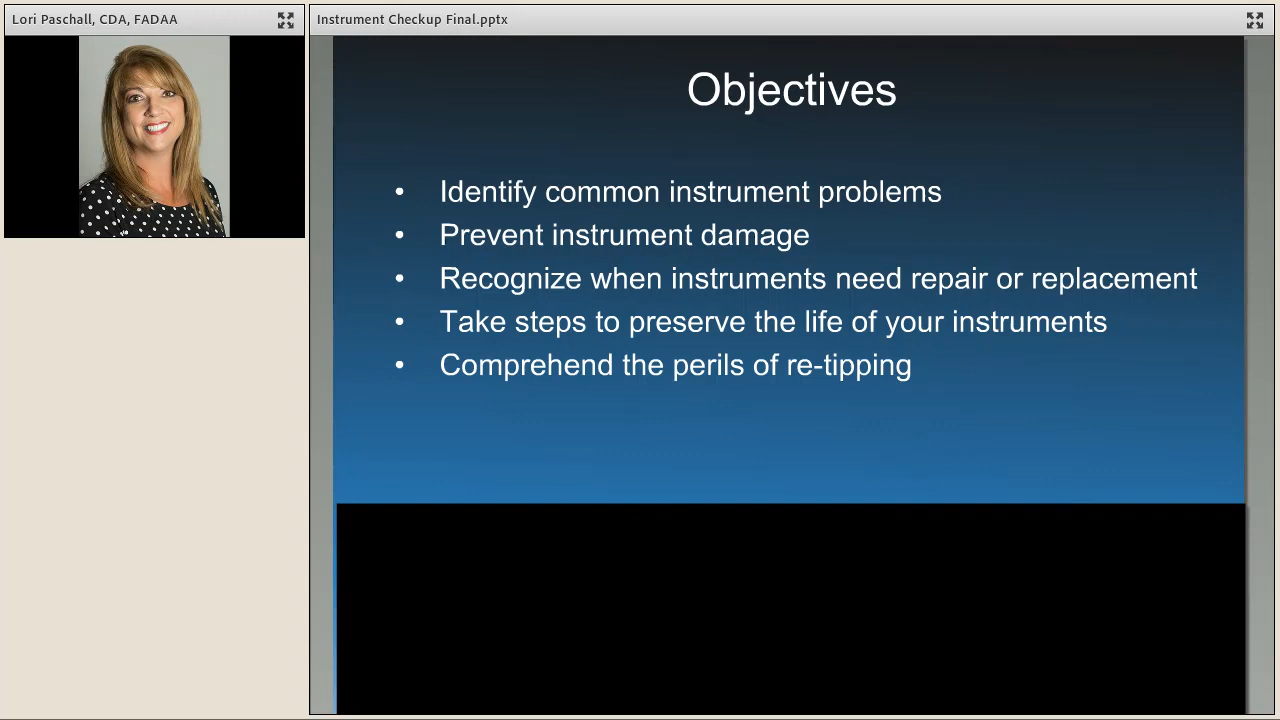 Lori Paschall, CDA, FADAA
Instrument Checkup Final.pptx
Objectives
• Identify common instrument problems
• Prevent instrument damage
• Recognize when instruments need repair or replacement
• Take steps to preserve the life of your instruments
• Comprehend the perils of re-tipping